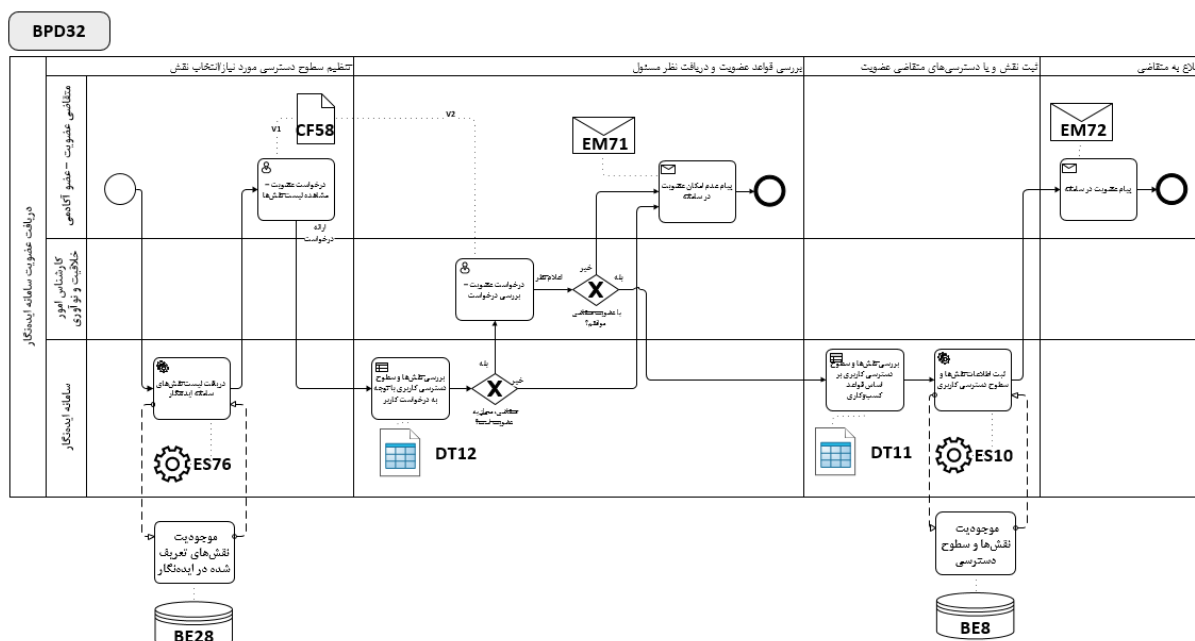 BPD32
تنظیم سطوح دسترسی مورد نیاز/انتخاب نقش
بررسی قواعد عضویت و دریافت نظر مسئول
ثبت نقش و یا دسترسی‌های متقاضی عضویت
لاع به متقاضی
دریافت عضویت سامانه ایده‌نگار
متقاضی عضویت – عضو آکادمی
CF58
V1
V2
درخواست عضویت –
مشاهده لیست نقش‌ها
ارائه
درخواست
EM71
پیام عدم امکان عضویت
در سامانه
EM72
پیام عضویت در سامانه
کارشناس امور
خلاقیت و نوآوری
درخواست عضویت –
بررسی درخواست
اعلام نظر
خیر
بله
X
با عضویت متقاضی
موافقم؟
سامانه ایده‌نگار
دریافت لیست نقش‌های
سامانه ایده‌نگار
ES76
بررسی نقش‌ها و سطوح
دسترسی کاربری با توجه
به درخواست کاربر
DT12
بله
خیر
X
بررسی نقش‌ها و سطوح
دسترسی کاربری بر
اساس قواعد
کسب‌وکاری
DT11
ثبت اطلاعات نقش‌ها و
سطوح دسترسی کاربری
ES10
موجودیت
نقش‌های تعریف
شده در ایده‌نگار
BE28
موجودیت
نقش‌ها و سطوح
دسترسی
BE8